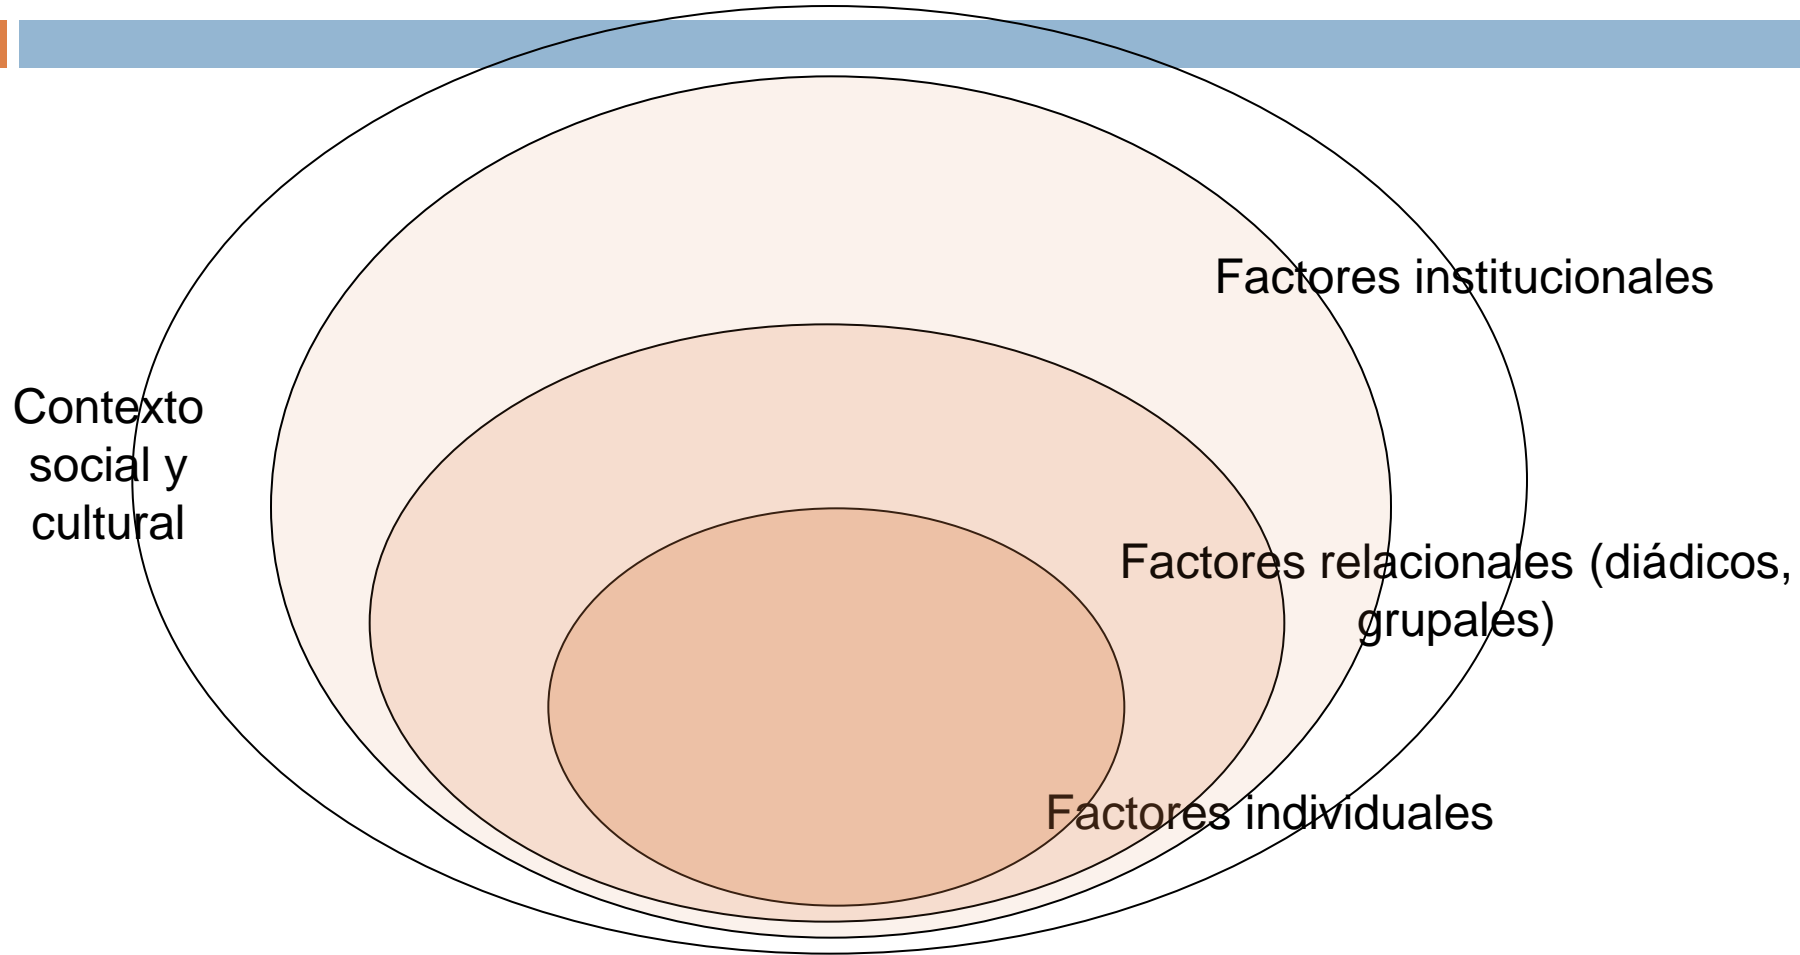 Factores institucionales
Contexto
social y
cultural
Factores relacionales (diádicos,
grupales)
Factores individuales